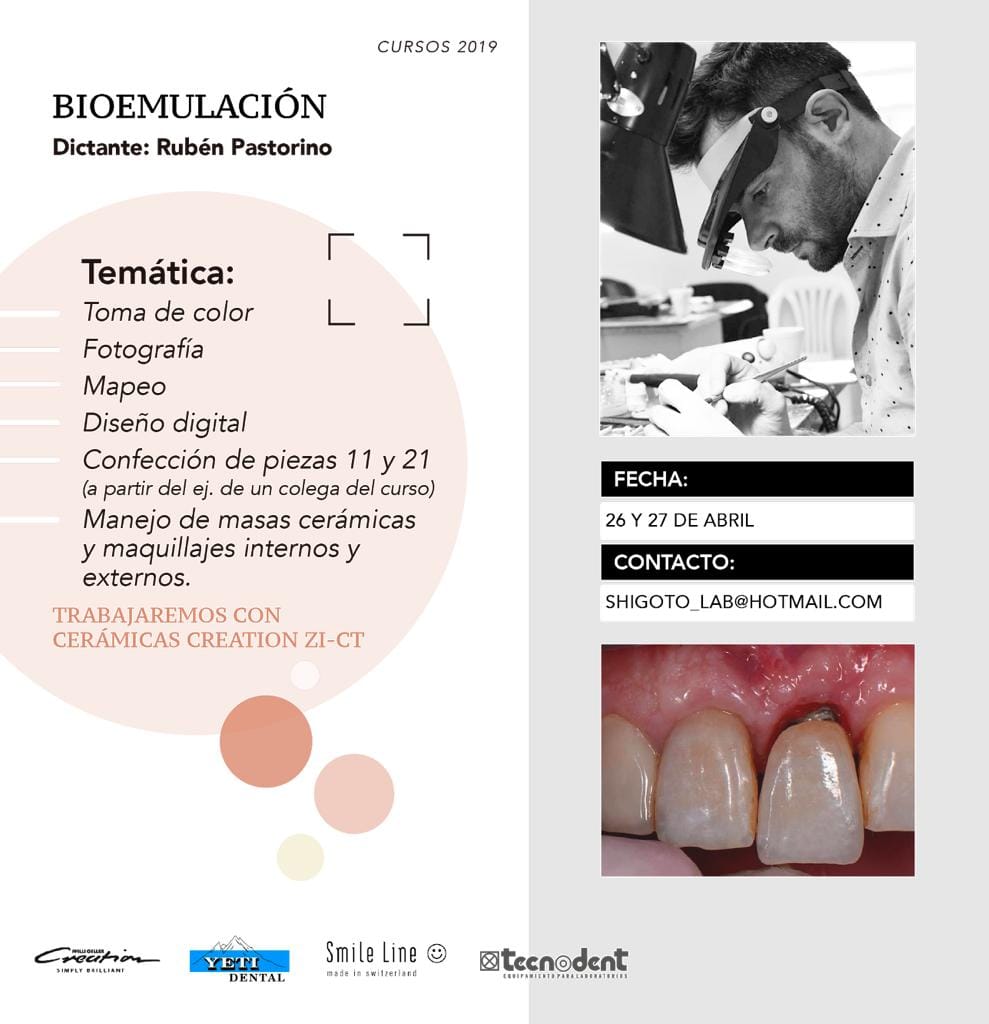 CURSOS 2019
BIOEMULACIÓN
Dictante: Rubén Pastorino
Temática:
Toma de color
Fotografía
Mapeo
Diseño digital
Confección de piezas 11 y 21
(a partir del ej. de un colega del curso)
Manejo de masas cerámicas
y maquillajes internos y
externos.
TRABAJAREMOS CON
CERÁMICAS CREATION ZI-CT
FECHA:
26 Y 27 DE ABRIL
CONTACTO:
SHIGOTO_LAB@HOTMAIL.COM
WILLI GELLER
Creation
SIMPLY BRILLIANT
YETI
DENTAL
Smile Line
made in switzerland
tecnodent
EQUIPAMIENTO PARA LABORATORIOS